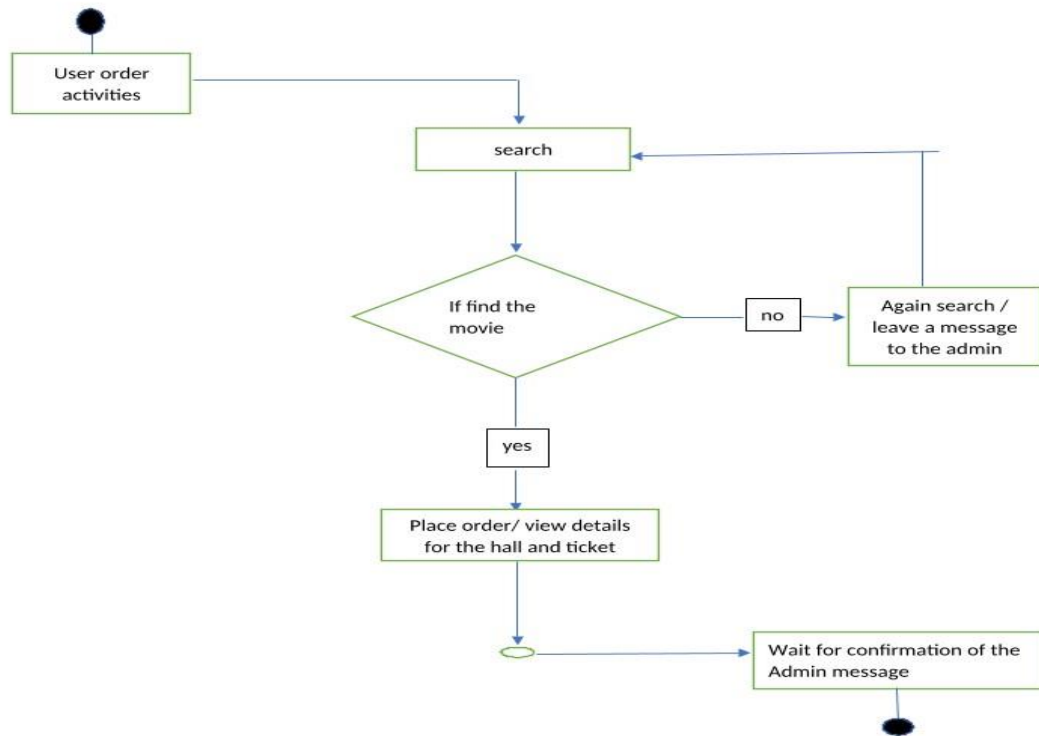 User order
activities
search
If find the
movie
no
Again search /
leave a message
to the admin
yes
Place order/ view details
for the hall and ticket
Wait for confirmation of the
Admin message